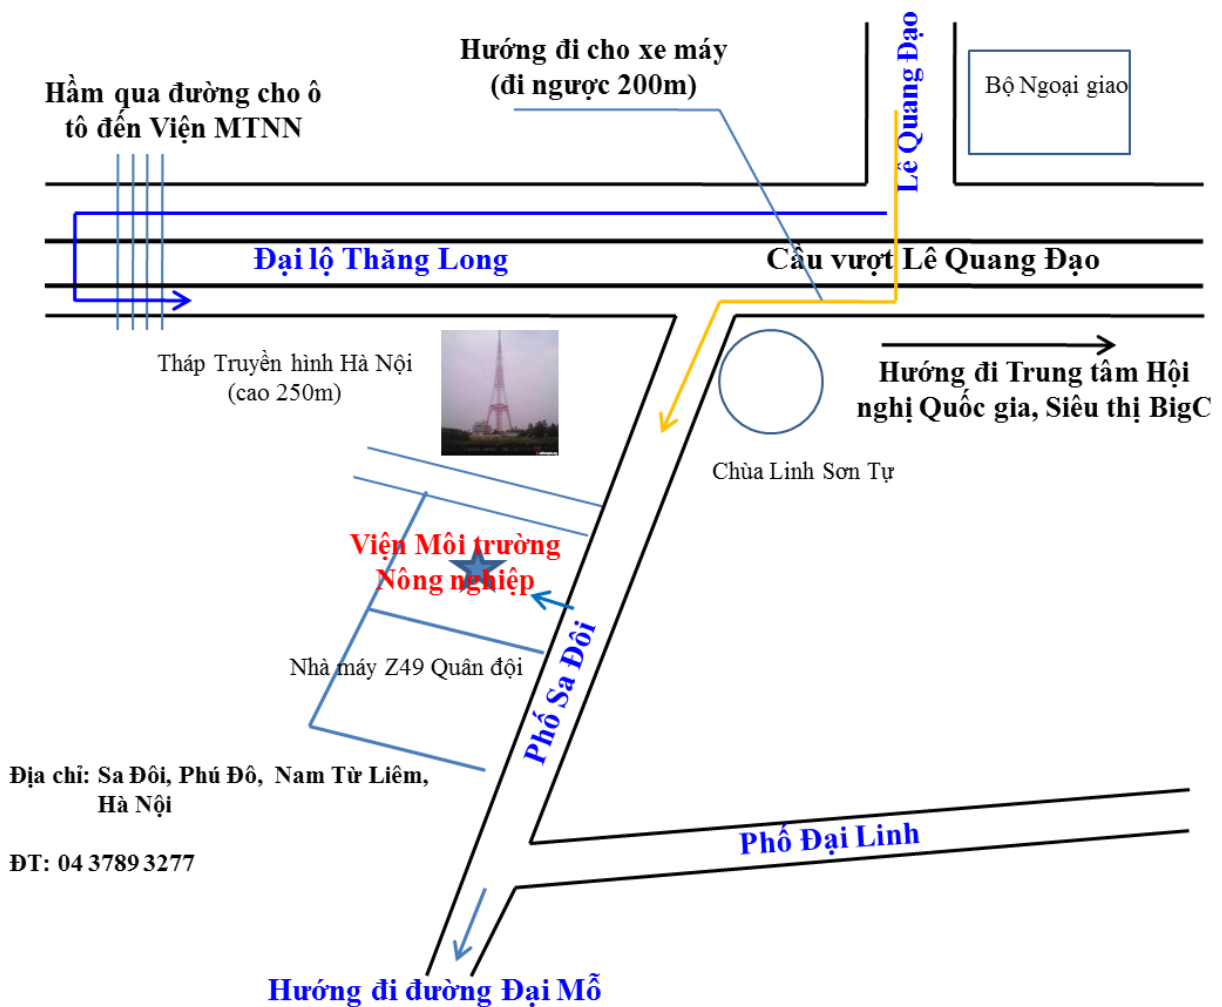 Hướng đi cho xe máy
(đi ngược 200m)
Lê Quang Đạo
Bộ Ngoại giao
Hầm qua đường cho ô
tô đến Viện MTNN
Đại lộ Thăng Long
Cầu vượt Lê Quang Đạo
Tháp Truyền hình Hà Nội
(cao 250m)
Hướng đi Trung tâm Hội
nghị Quốc gia, Siêu thị BigC
Chùa Linh Sơn Tự
Viện Môi trường
Nông nghiệp
Nhà máy Z49 Quân đội
Phố Sa Đôi
Địa chỉ: Sa Đôi, Phú Đô, Nam Từ Liêm,
Hà Nội
Phố Đại Linh
ĐT: 04 3789 3277
Hướng đi đường Đại Mỗ